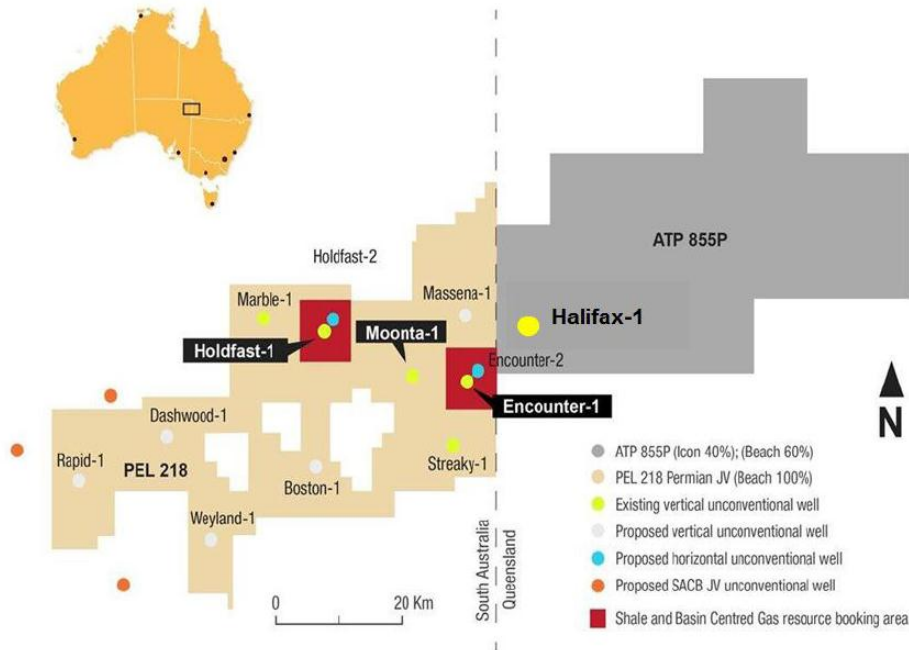 ATP 855P
Holdfast-2
Marble-1
Massena-1
Halifax-1
Moonta-1
Holdfast-1
Encounter-2
Encounter-1
N
Dashwood-1
Rapid-1
PEL 218
Streaky-1
Boston-1
Weyland-1
ATP 855P (Icon 40%); (Beach 60%)
PEL 218 Permian JV (Beach 100%)
Existing vertical unconventional well
Proposed vertical unconventional well
Proposed horizontal unconventional well
Proposed SACB JV unconventional well
Shale and Basin Centred Gas resource booking area
South Australia
Queensland
0
20 Km